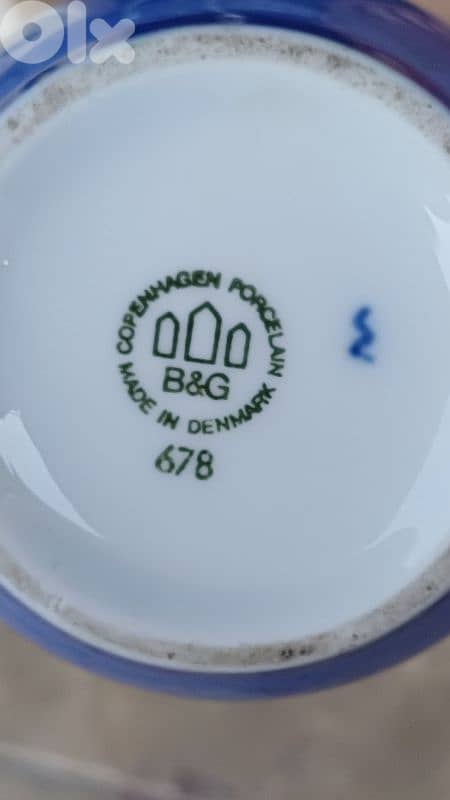 OLX
COPENHAGEN PORCELAIN
B&G
MADE IN DENMARK
678